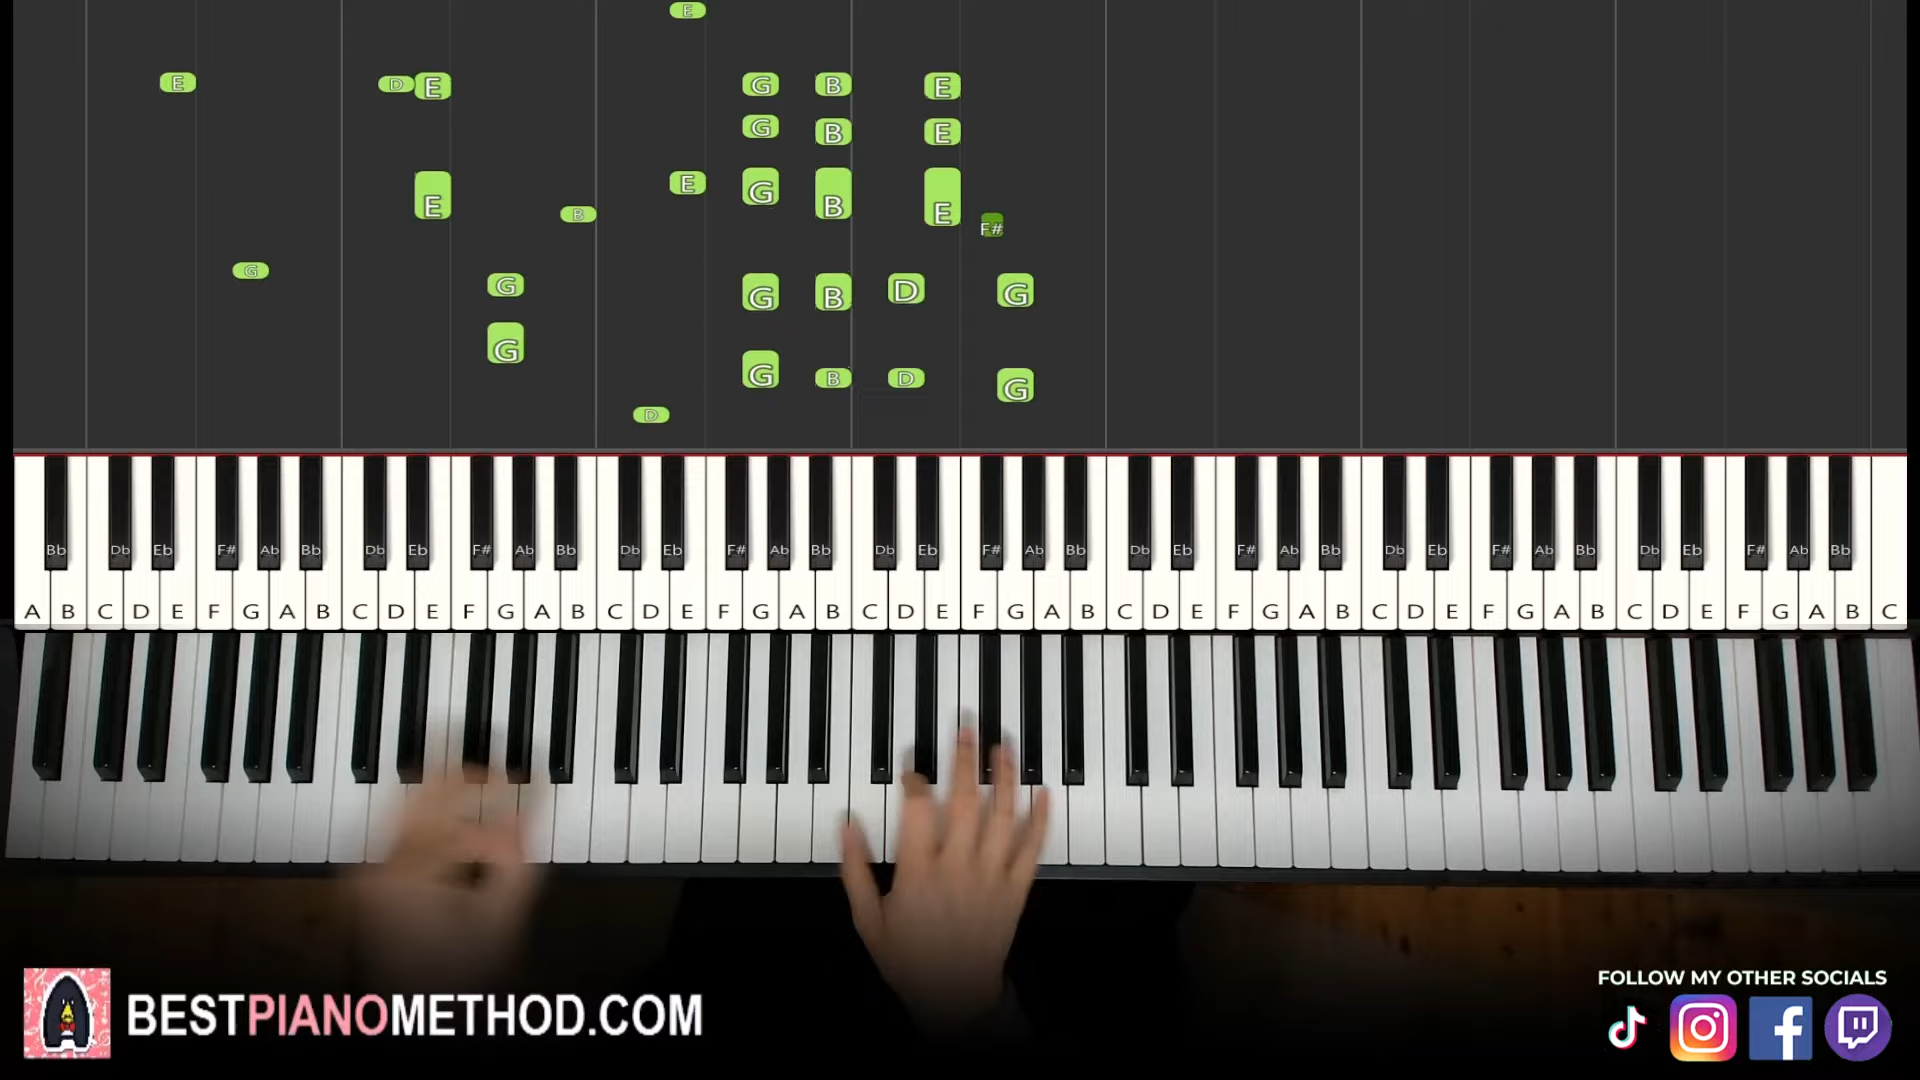 E
E D E G B E
G B E
E E G B E
B F#
G
G G B D G
G G B D G
D
Bb Db Eb F# Ab Bb Db Eb F# Ab Bb Db Eb F# Ab Bb Db Eb F# Ab Bb Db Eb F# Ab Bb Db Eb F# Ab Bb Db Eb F# Ab Bb
A B C D E F G A B C D E F G A B C D E F G A B C D E F G A B C D E F G A B C D E F G A B C D E F G A B C
FOLLOW MY OTHER SOCIALS
BESTPIANOMETHOD.COM